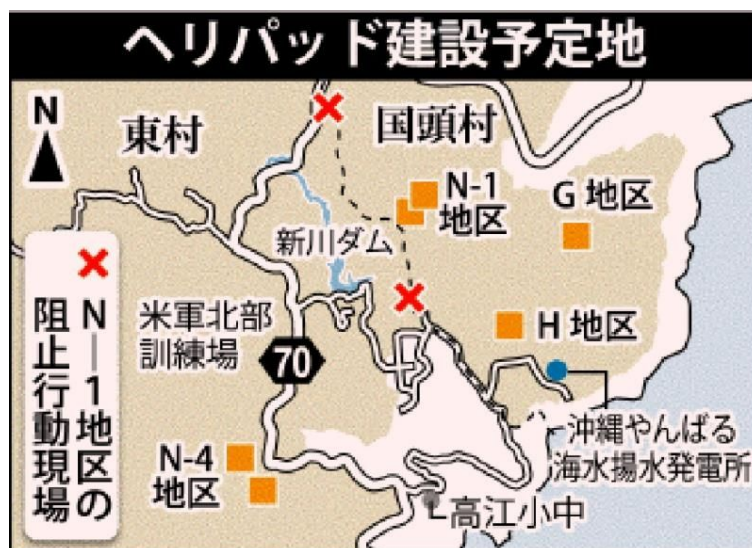 ヘリパッド建設予定地
N
東村
国頭村
N-1
地区
G地区
新川ダム
N—1地区の
阻止行動現場
米軍北部
訓練場
70
H地区
沖縄やんばる
海水揚水発電所
N-4
地区
高江小中